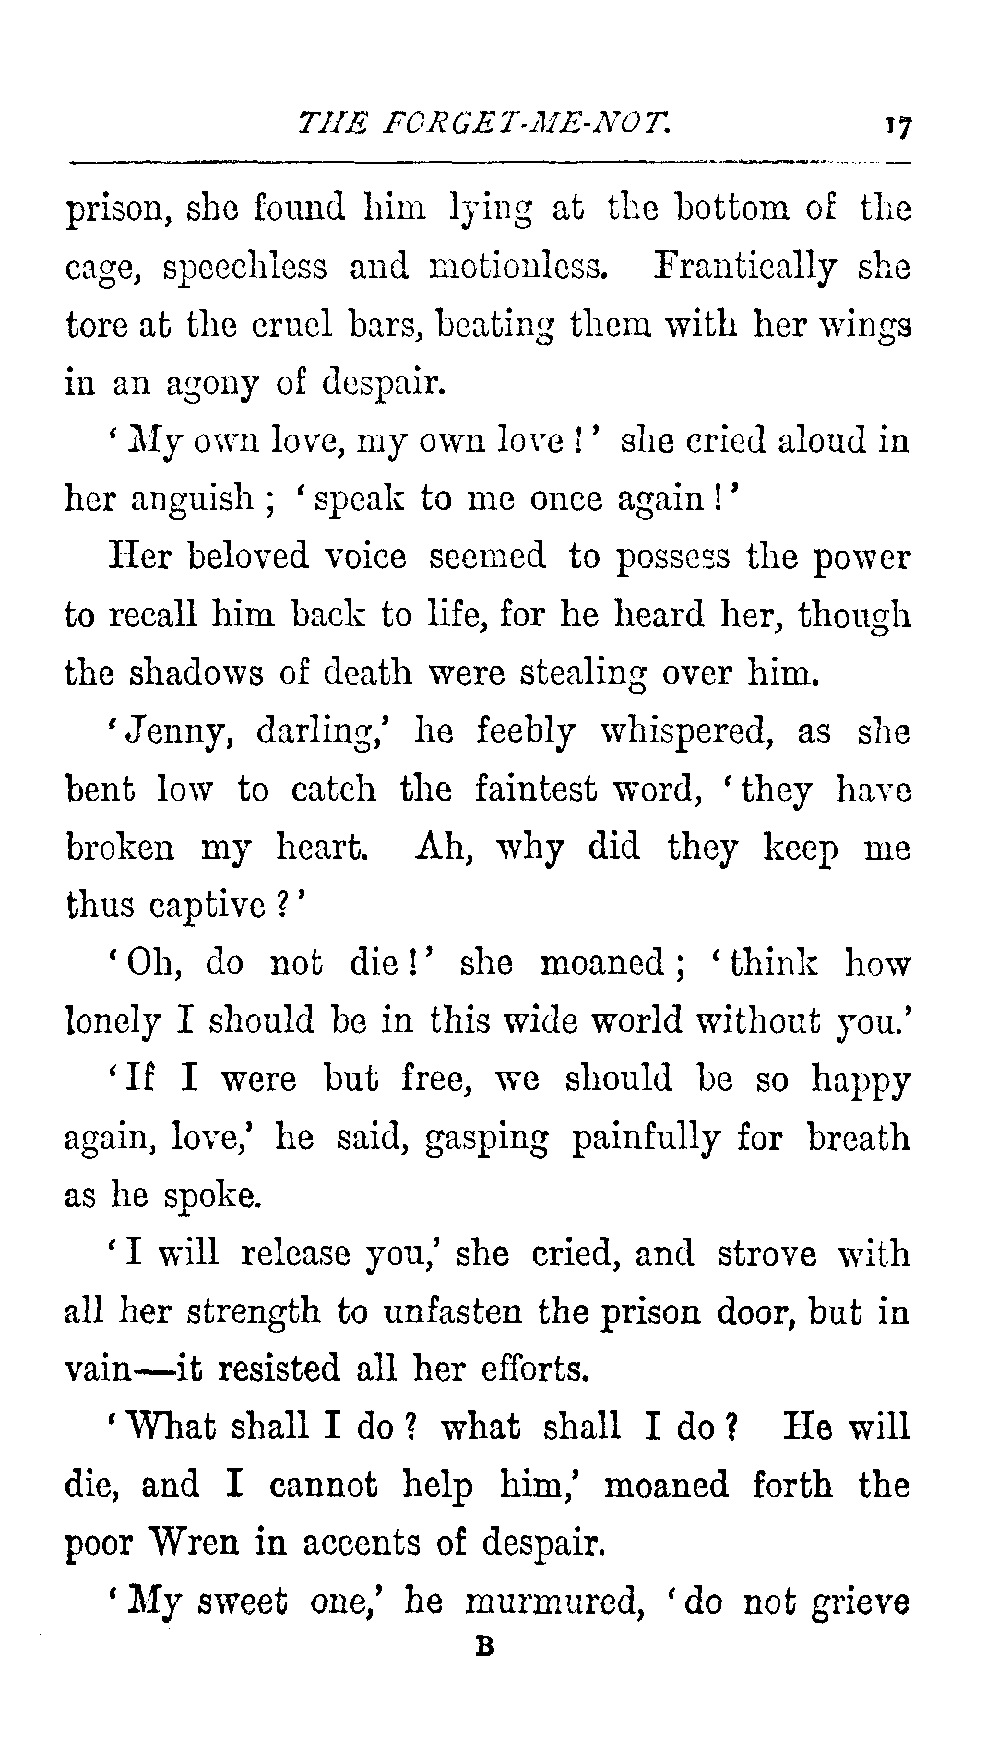 THE FORGET-ME-NOT. 17
prison, she found him lying at the bottom of the
cage, speechless and motionless. Frantically she
tore at the cruel bars, beating them with her wings
in an agony of despair.
‘My own love, my own love!’ she cried aloud in
her anguish; ‘speak to me once again!’
Her beloved voice seemed to possess the power
to recall him back to life, for he heard her, though
the shadows of death were stealing over him.
‘Jenny, darling,’ he feebly whispered, as she
bent low to catch the faintest word, ‘they have
broken my heart. Ah, why did they keep me
thus captive?’
‘Oh, do not die!’ she moaned; ‘think how
lonely I should be in this wide world without you.’
‘If I were but free, we should be so happy
again, love,’ he said, gasping painfully for breath
as he spoke.
‘I will release you,’ she cried, and strove with
all her strength to unfasten the prison door, but in
vain—it resisted all her efforts.
‘What shall I do? what shall I do? He will
die, and I cannot help him,’ moaned forth the
poor Wren in accents of despair.
‘My sweet one,’ he murmured, ‘do not grieve
B